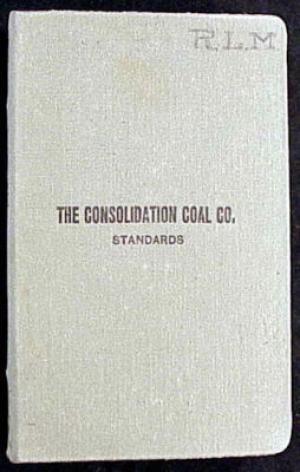 R.L.M
THE CONSOLIDATION COAL CO.
STANDARDS